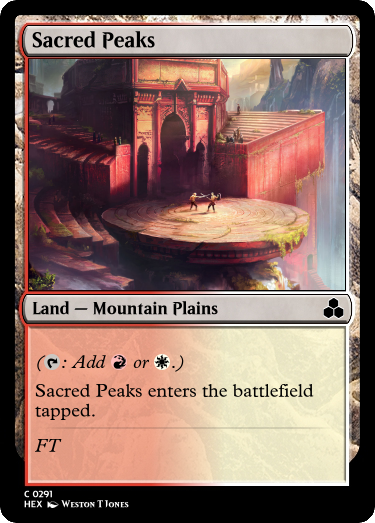 Sacred Peaks
Land — Mountain Plains
(: Add or .)
Sacred Peaks enters the battlefield
tapped.
FT
C 0291
HEX Weston T Jones